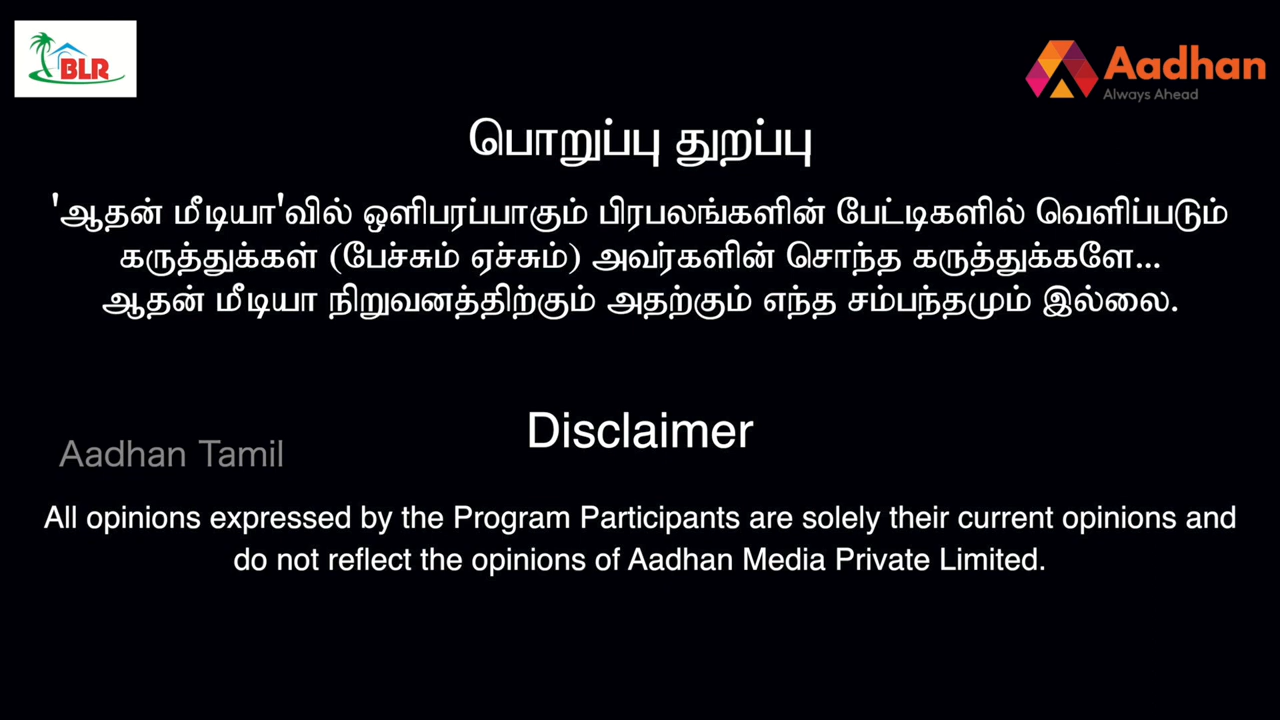 BLR
Aadhan
Always Ahead
பொறுப்பு துறப்பு
'ஆதன் மீடியா'வில் ஒளிபரப்பாகும் பிரபலங்களின் பேட்டிகளில் வெளிப்படும்
கருத்துக்கள் (பேச்சும் ஏச்சும்) அவர்களின் சொந்த கருத்துக்களே...
ஆதன் மீடியா நிறுவனத்திற்கும் அதற்கும் எந்த சம்பந்தமும் இல்லை.
Disclaimer
Aadhan Tamil
All opinions expressed by the Program Participants are solely their current opinions and
do not reflect the opinions of Aadhan Media Private Limited.